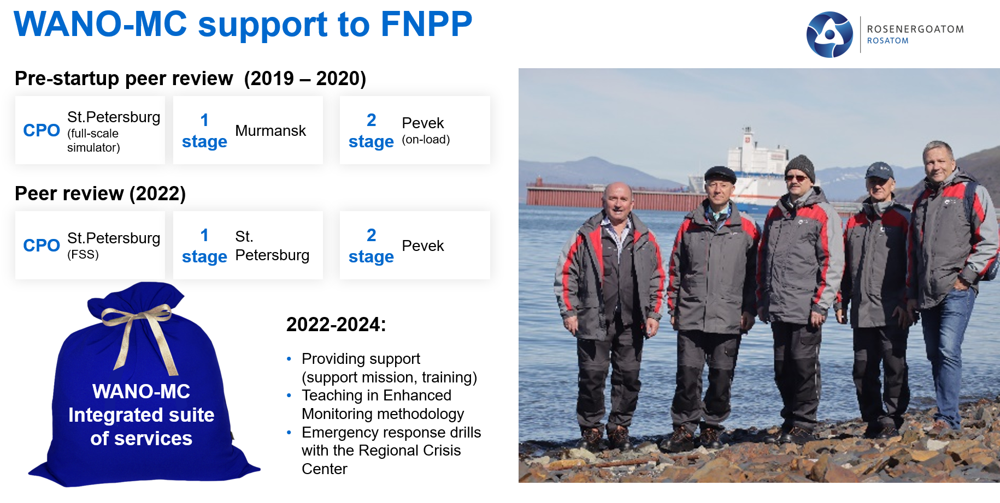 WANO-MC support to FNPP
ROSENERGOATOM
ROSATOM
Pre-startup peer review (2019 – 2020)
CPO
St.Petersburg
(full-scale
simulator)
1
stage
Murmansk
2
stage
Pevek
(on-load)
Peer review (2022)
CPO
St.Petersburg
(FSS)
1
stage
St.
Petersburg
2
stage
Pevek
WANO-MC
Integrated suite
of services
2022-2024:
• Providing support
(support mission, training)
• Teaching in Enhanced
Monitoring methodology
• Emergency response drills
with the Regional Crisis
Center